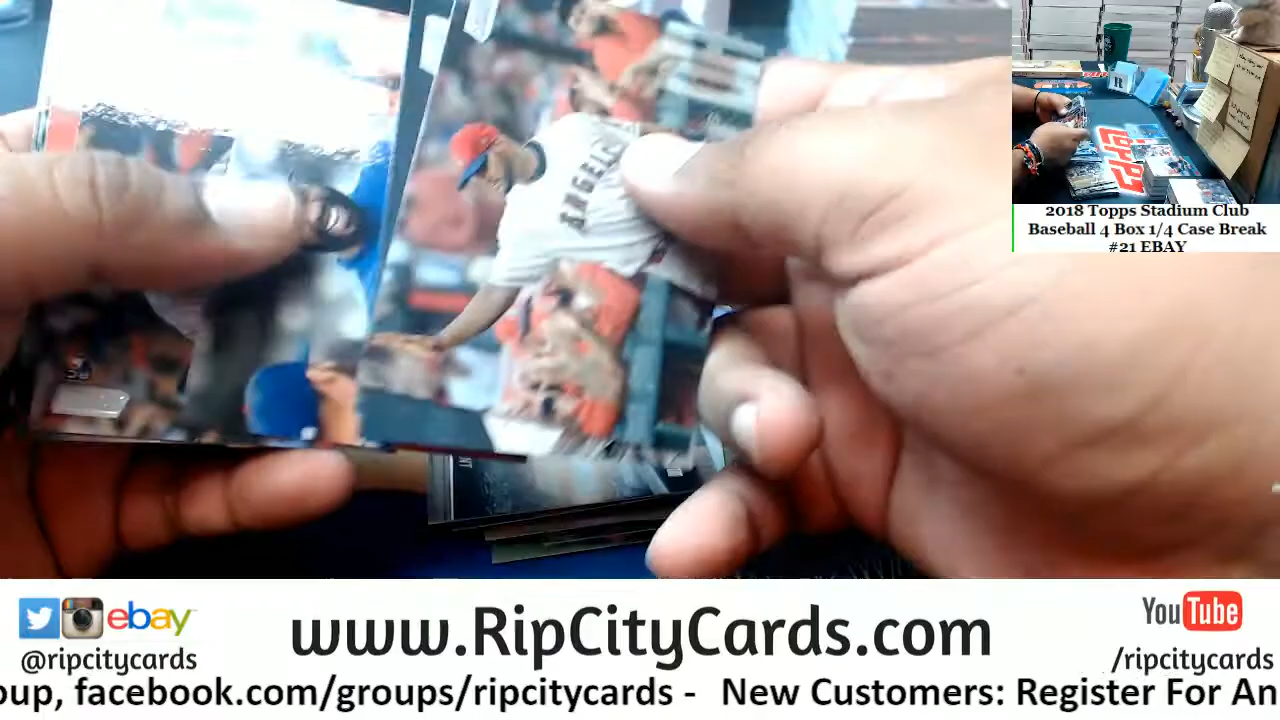 ANGELS
2018 Topps Stadium Club
Baseball 4 Box 1/4 Case Break
#21 EBAY
ebay
@ripcitycards
www.RipCityCards.com
YouTube
/ripcitycards
oup, facebook.com/groups/ripcitycards - New Customers: Register For An